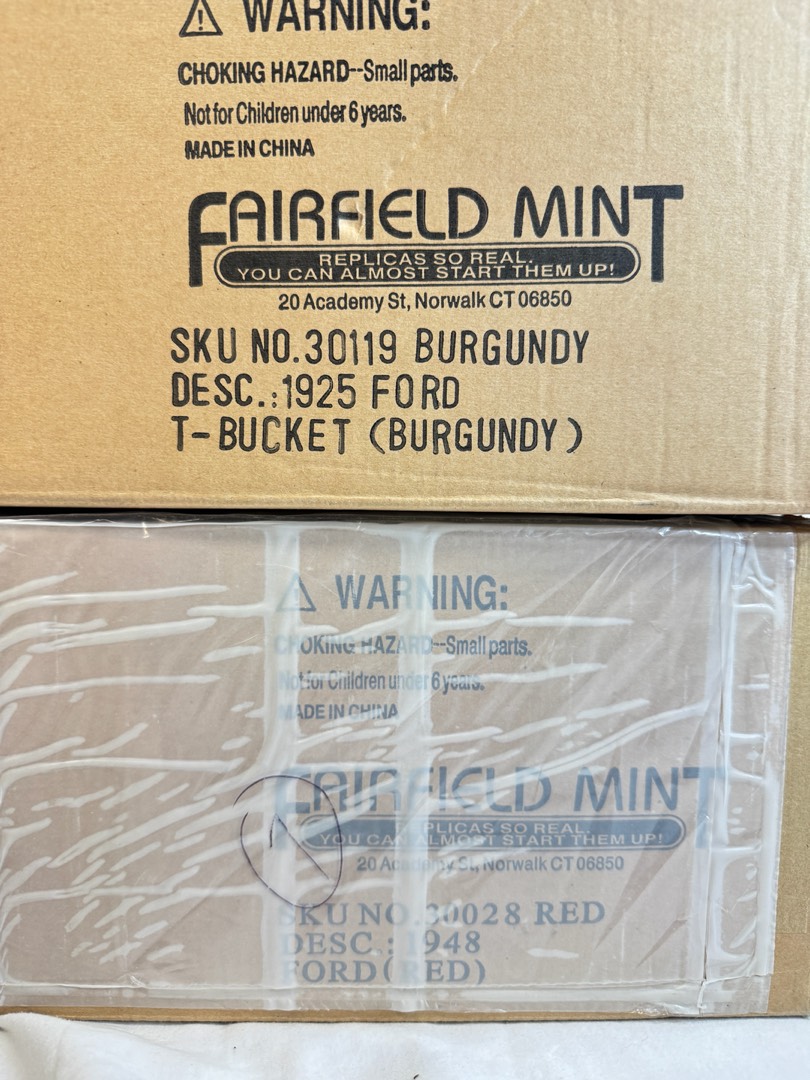 WARNING:
CHOKING HAZARD--Small parts.
Not for Children under 6 years.
MADE IN CHINA
FAIRFIELD MINT
REPLICAS SO REAL.
YOU CAN ALMOST START THEM UP!
20 Academy St, Norwalk CT 06850
SKU NO.30119 BURGUNDY
DESC.:1925 FORD
T-BUCKET (BURGUNDY)
WARNING:
CHOKING HAZARD--Small parts.
Not for Children under 6 years.
MADE IN CHINA
FAIRFIELD MINT
REPLICAS SO REAL.
YOU CAN ALMOST START THEM UP!
20 Academy St, Norwalk CT 06850
SKU NO.30028 RED
DESC.: 1948
FORD(RED)